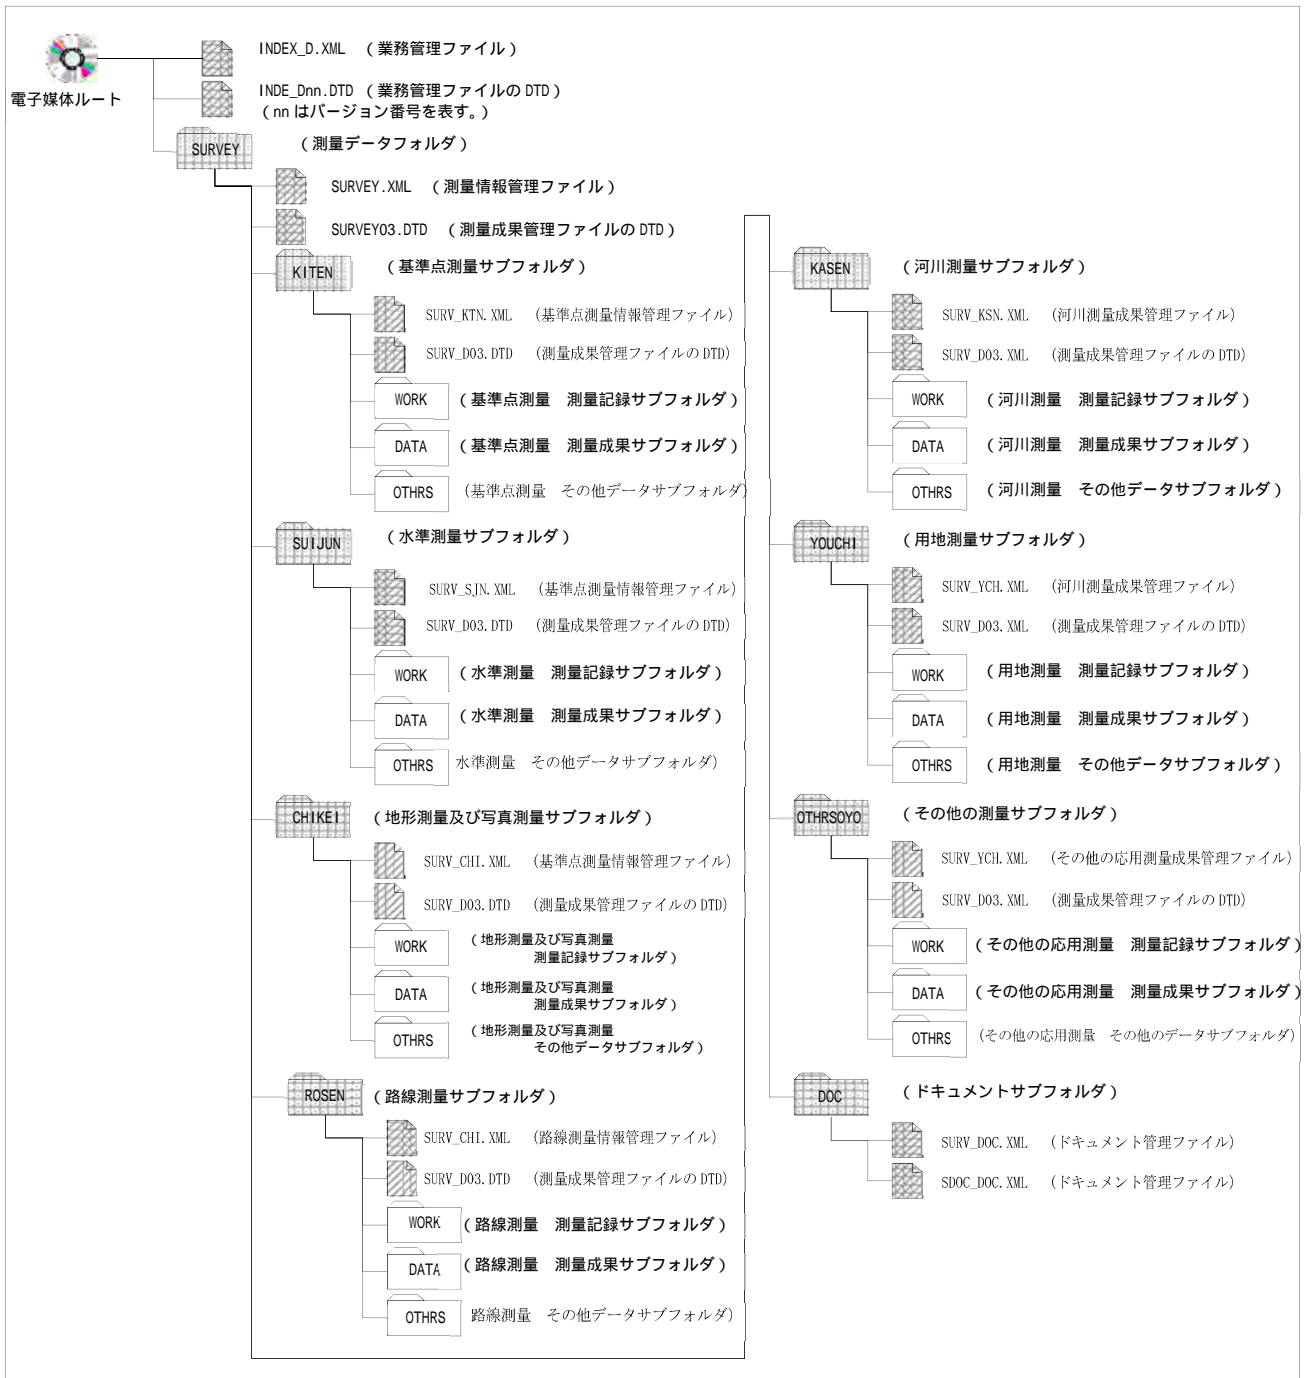 電子媒体ルート
INDEX_D.XML （業務管理ファイル）
INDE_Dnn.DTD （業務管理ファイルの DTD）
（nn はバージョン番号を表す。）
SURVEY （測量データフォルダ）
SURVEY.XML （測量情報管理ファイル）
SURVEY03.DTD （測量成果管理ファイルの DTD）
KITEN （基準点測量サブフォルダ）
SURV_KTN.XML （基準点測量情報管理ファイル）
SURV_D03.DTD （測量成果管理ファイルの DTD）
WORK （基準点測量　測量記録サブフォルダ）
DATA （基準点測量　測量成果サブフォルダ）
OTHRS （基準点測量　その他データサブフォルダ）
SUIJUN （水準測量サブフォルダ）
SURV_SJN.XML （基準点測量情報管理ファイル）
SURV_D03.DTD （測量成果管理ファイルの DTD）
WORK （水準測量　測量記録サブフォルダ）
DATA （水準測量　測量成果サブフォルダ）
OTHRS 水準測量　その他データサブフォルダ）
CHIKEI （地形測量及び写真測量サブフォルダ）
SURV_CHI.XML （基準点測量情報管理ファイル）
SURV_D03.DTD （測量成果管理ファイルの DTD）
WORK （地形測量及び写真測量
測量記録サブフォルダ）
DATA （地形測量及び写真測量
測量成果サブフォルダ）
OTHRS （地形測量及び写真測量
その他データサブフォルダ）
ROSEN （路線測量サブフォルダ）
SURV_CHI.XML （路線測量情報管理ファイル）
SURV_D03.DTD （測量成果管理ファイルの DTD）
WORK （路線測量　測量記録サブフォルダ）
DATA （路線測量　測量成果サブフォルダ）
OTHRS 路線測量　その他データサブフォルダ）
KASEN （河川測量サブフォルダ）
SURV_KSN.XML （河川測量成果管理ファイル）
SURV_D03.XML （測量成果管理ファイルの DTD）
WORK （河川測量　測量記録サブフォルダ）
DATA （河川測量　測量成果サブフォルダ）
OTHRS （河川測量　その他データサブフォルダ）
YOUCHI （用地測量サブフォルダ）
SURV_YCH.XML （河川測量成果管理ファイル）
SURV_D03.XML （測量成果管理ファイルの DTD）
WORK （用地測量　測量記録サブフォルダ）
DATA （用地測量　測量成果サブフォルダ）
OTHRS （用地測量　その他データサブフォルダ）
OTHRSOYO （その他の測量サブフォルダ）
SURV_YCH.XML （その他の応用測量成果管理ファイル）
SURV_D03.XML （測量成果管理ファイルの DTD）
WORK （その他の応用測量　測量記録サブフォルダ）
DATA （その他の応用測量　測量成果サブフォルダ）
OTHRS （その他の応用測量　その他のデータサブフォルダ）
DOC （ドキュメントサブフォルダ）
SURV_DOC.XML （ドキュメント管理ファイル）
SDOC_DOC.XML （ドキュメント管理ファイル）